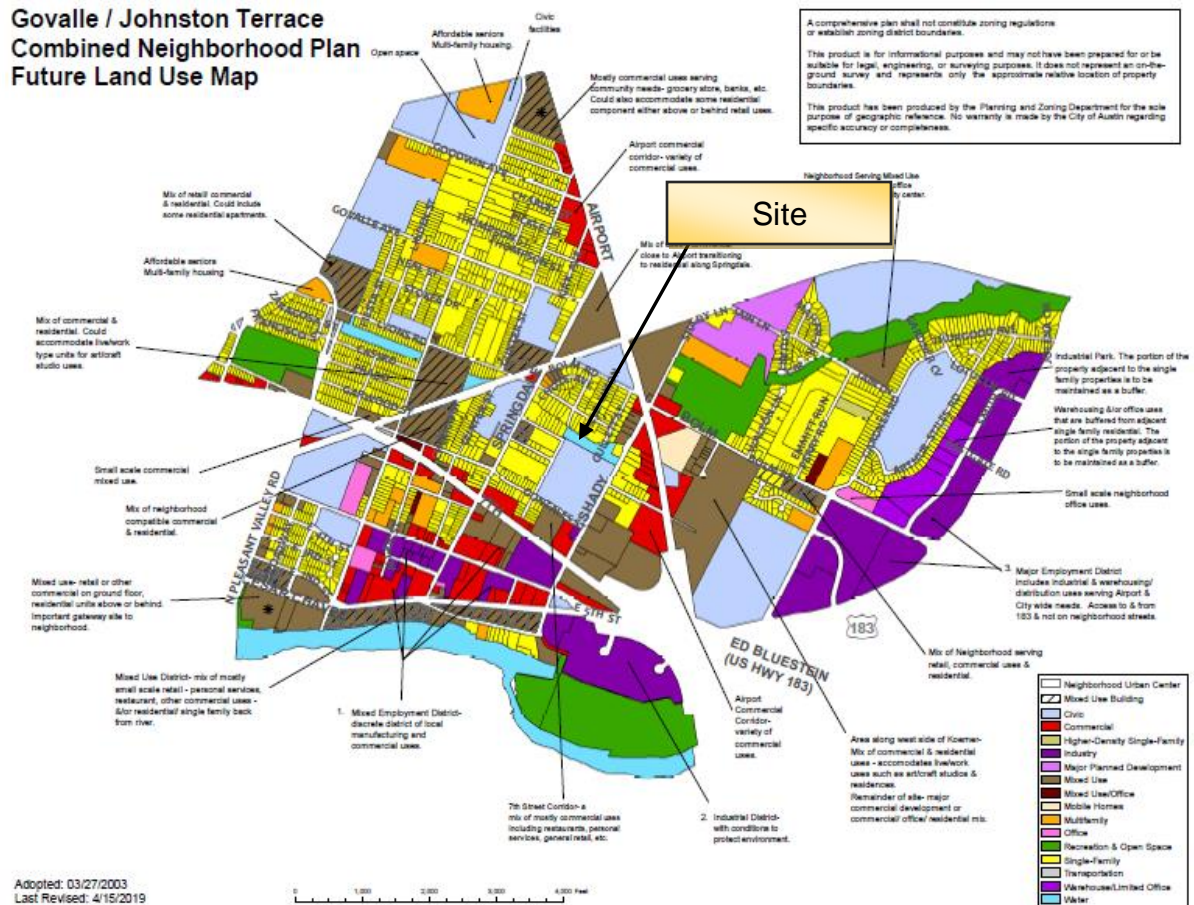 Govalle / Johnston Terrace
Combined Neighborhood Plan
Future Land Use Map
Open space
Affordable seniors
Multi-family housing.
Civic
facilities
A comprehensive plan shall not constitute zoning regulations
or establish zoning district boundaries.
This product is for informational purposes and may not have been prepared for or be
suitable for legal, engineering, or surveying purposes. It does not represent an on-the-
ground survey and represents only the approximate relative location of property
boundaries.
This product has been produced by the Planning and Zoning Department for the sole
purpose of geographic reference. No warranty is made by the City of Austin regarding
specific accuracy or completeness.
Mostly commercial uses serving
community needs- grocery store, banks, etc.
Could also accommodate some residential
component either above or behind retail uses.
Airport commercial
corridor- variety of
commercial uses.
Neighborhood Serving Mixed Use
office
center.
Site
Mix of
close to Airport transitioning
to residential along Springdale.
Mix of retail/ commercial
& residential. Could include
some residential apartments.
Affordable seniors
Multi-family housing
Mix of commercial &
residential. Could
accommodate live/work
type units for art/craft
studio uses.
Small scale commercial
mixed use.
Mix of neighborhood
compatible commercial
& residential.
Mixed use- retail or other
commercial on ground floor,
residential units above or behind.
Important gateway site to
neighborhood.
Mixed Use District- mix of mostly
small scale retail - personal services,
restaurant, other commercial uses -
&/or residential/ single family back
from river.
1. Mixed Employment District-
discrete district of local
manufacturing and
commercial uses.
7th Street Corridor- a
mix of mostly commercial uses
including restaurants, personal
services, general retail, etc.
2. Industrial District-
with conditions to
protect environment.
Airport
Commercial
Corridor-
variety of
commercial
uses.
Area along west side of Koerner-
Mix of commercial & residential
uses - accomodates live/work
uses such as art/craft studios &
residences.
Remainder of site- major
commercial development or
commercial/ office/ residential mix.
Mix of Neighborhood serving
retail, commercial uses &
residential.
3. Major Employment District
includes industrial & warehousing/
distribution uses serving Airport &
City wide needs. Access to & from
183 & not on neighborhood streets.
Small scale neighborhood
office uses.
Warehousing &/or office uses
that are buffered from adjacent
single family residential. The
portion of the property adjacent
to the single family properties is
to be maintained as a buffer.
Industrial Park. The portion of the
property adjacent to the single
family properties is to be
maintained as a buffer.
AIRPORT
GOODWIN AVE
GOVALLE AVE
SPRINGDALE
BOLM
SHADY
N PLEASANT VALLEY RD
E 5TH ST
183
ED BLUESTEIN
(US HWY 183)
Neighborhood Urban Center
Mixed Use Building
Civic
Commercial
Higher-Density Single-Family
Industry
Major Planned Development
Mixed Use
Mixed Use/Office
Mobile Homes
Multifamily
Office
Recreation & Open Space
Single-Family
Transportation
Warehouse/Limited Office
Water
Adopted: 03/27/2003
Last Revised: 4/15/2019
0 1,000 2,000 3,000 4,000 Feet